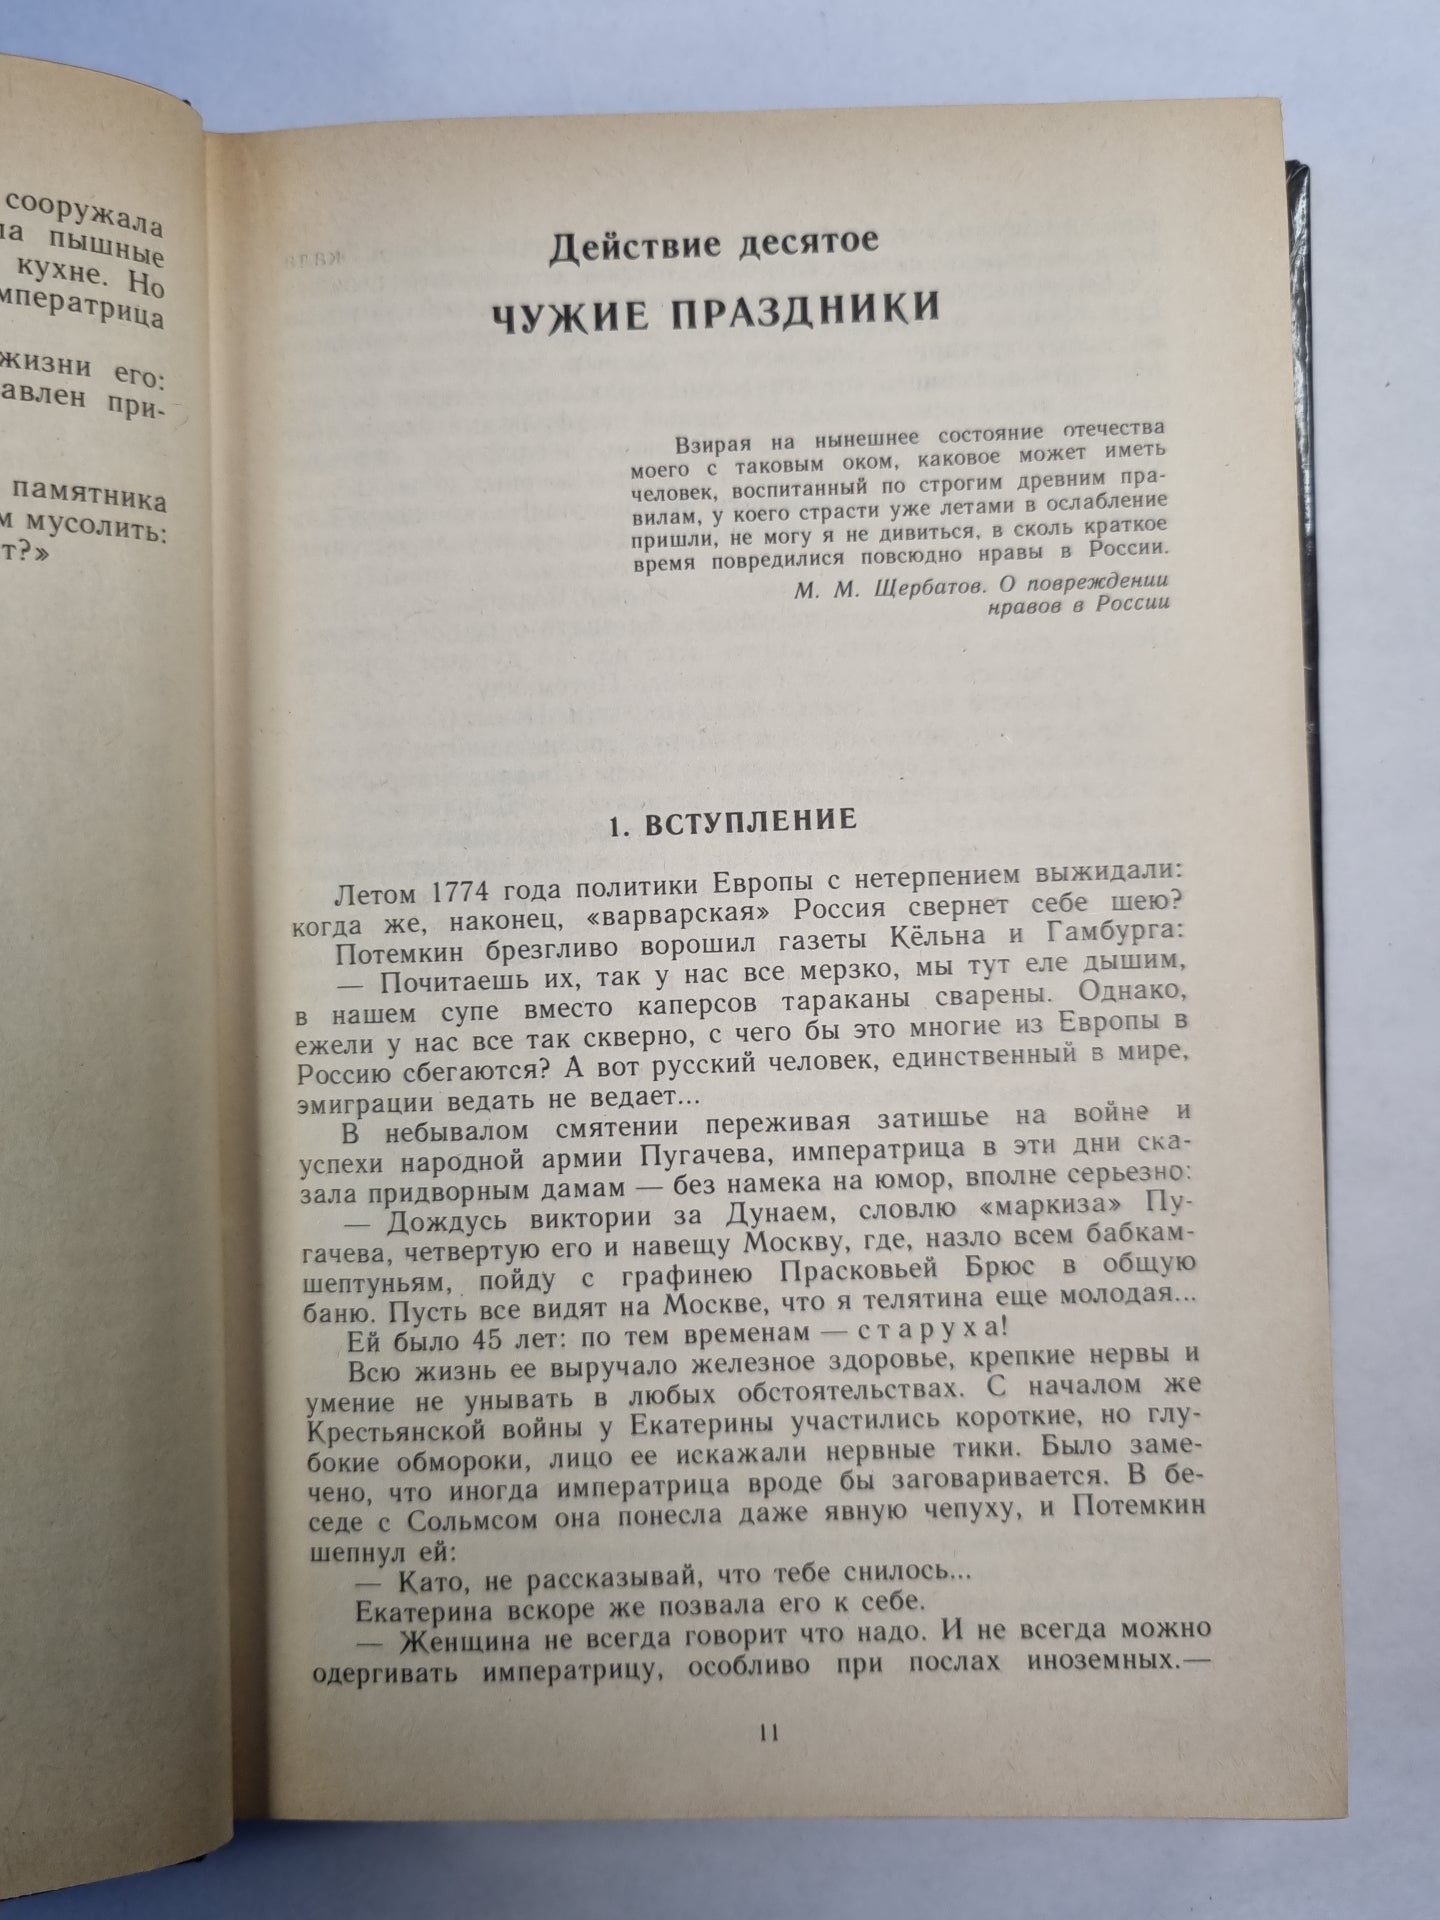 сооружала
пышные
кухне. Но
жизни его:
памятника
мусолить:
Действие десятое
ЧУЖИЕ ПРАЗДНИКИ
Взирая на нынешнее состояние отечества
моего с таковым оком, каковое может иметь
человек, воспитанный по строгим древним пра-
вилам, у коего страсти уже летами в ослабление
пришли, не могу я не дивиться, в сколь краткое
время повредилися повсюдно нравы в России.
М. М. Щербатов. О повреждении
нравов в России
1. ВСТУПЛЕНИЕ
Летом 1774 года политики Европы с нетерпением выжидали:
когда же, наконец, «варварская» Россия свернет себе шею?
Потемкин брезгливо ворошил газеты Кёльна и Гамбурга:
— Почитаешь их, так у нас все мерзко, мы тут еле дышим,
в нашем супе вместо каперсов тараканы сварены. Однако,
ежели у нас все так скверно, с чего бы это многие из Европы в
Россию сбегаются? А вот русский человек, единственный в мире,
эмиграции ведать не ведает...
В небывалом смятении переживая затишье на войне и
успехи народной армии Пугачева, императрица в эти дни ска-
зала придворным дамам — без намека на юмор, вполне серьезно:
— Дождусь виктории за Дунаем, словлю «маркиза» Пу-
гачева, четвертую его и навещу Москву, где, назло всем бабкам-
шептуньям, пойду с графинею Прасковьей Брюс в общую
баню. Пусть все видят на Москве, что я телятина еще молодая...
Ей было 45 лет: по тем временам — с т а р у х а!
Всю жизнь ее выручало железное здоровье, крепкие нервы и
умение не унывать в любых обстоятельствах. С началом же
Крестьянской войны у Екатерины участились короткие, но глу-
бокие обмороки, лицо ее искажали нервные тики. Было заме-
чено, что иногда императрица вроде бы заговаривается. В бе-
седе с Сольмсом она понесла даже явную чепуху, и Потемкин
шепнул ей:
— Като, не рассказывай, что тебе снилось...
Екатерина вскоре же позвала его к себе.
— Женщина не всегда говорит что надо. И не всегда можно
одергивать императрицу, особливо при послах иноземных.—
11